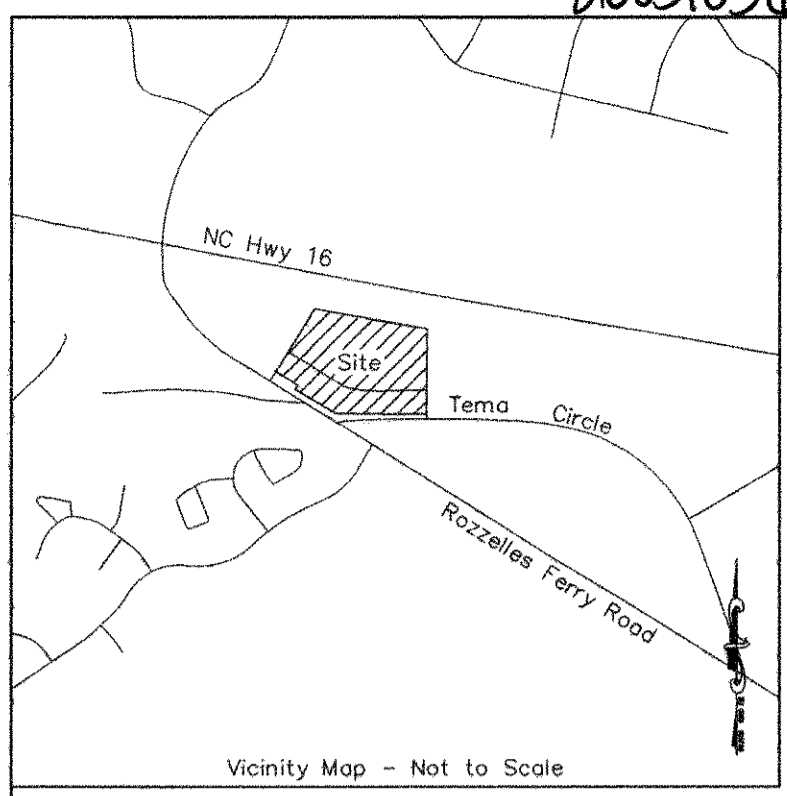 NC Hwy 16
Site
Tema Circle
Rozzelles Ferry Road
Vicinity Map - Not to Scale